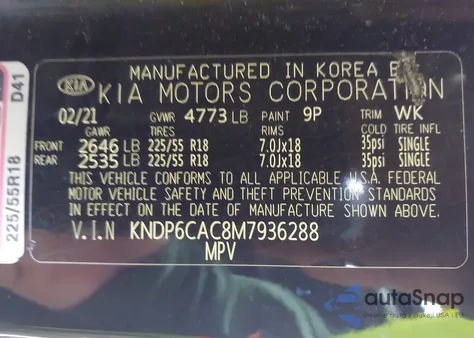 MANUFACTURED IN KOREA B
KIA KIA MOTORS CORPORATION
02/21 GVWR 4773 LB PAINT 9P TRIM WK
GAWR TIRES RIMS COLD TIRE INFL.
FRONT 2646 LB 225/55 R18 7.0Jx18 35psi SINGLE
REAR 2535 LB 225/55 R18 7.0Jx18 35psi SINGLE
THIS VEHICLE CONFORMS TO ALL APPLICABLE U.S.A. FEDERAL
MOTOR VEHICLE SAFETY AND THEFT PREVENTION STANDARDS
IN EFFECT ON THE DATE OF MANUFACTURE SHOWN ABOVE.
V.I.N KNDP6CAC8M7936288
MPV
D41
225/55R18
autoSnap